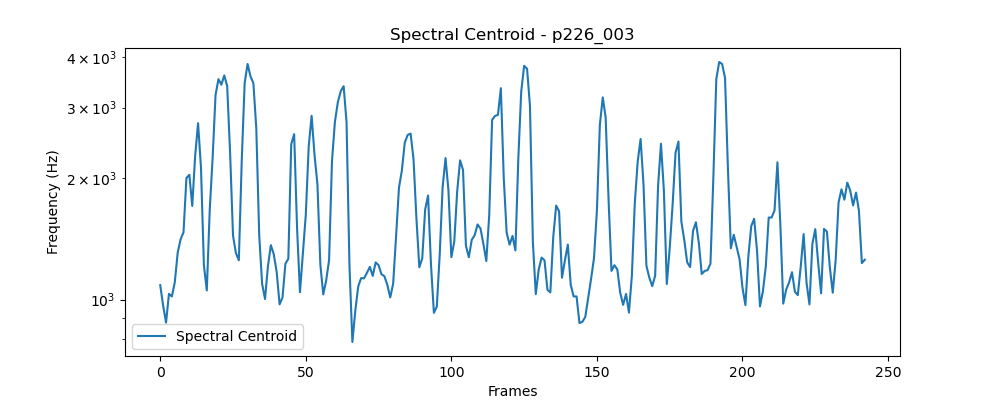 Spectral Centroid - p226_003
4 × 10³
3 × 10³
2 × 10³
10³
Frequency (Hz)
Spectral Centroid
0 50 100 150 200 250
Frames